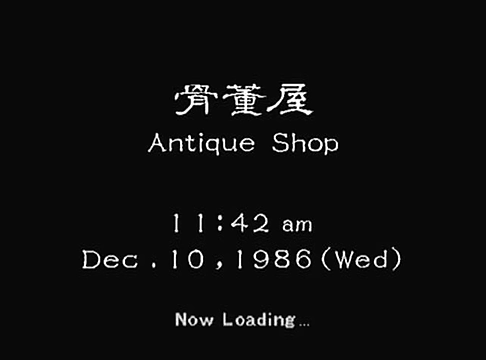 骨董屋
Antique Shop
11:42 am
Dec.10,1986(Wed)
Now Loading...